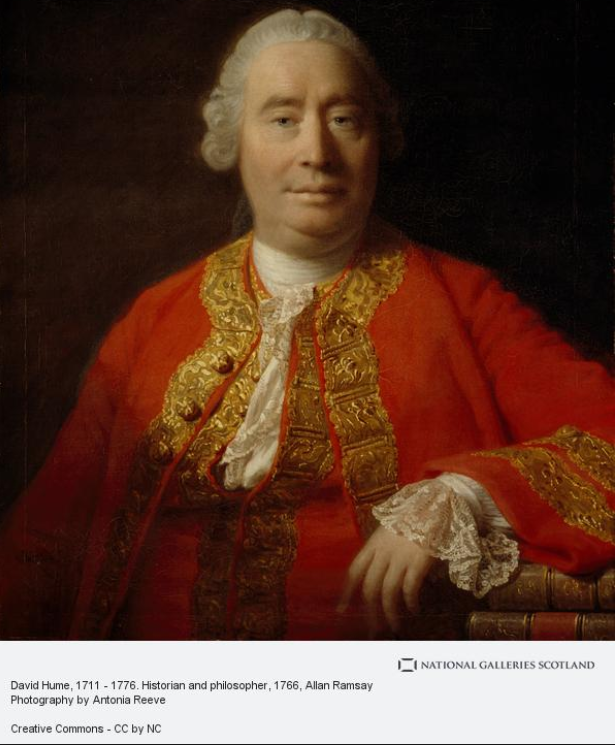 NATIONAL GALLERIES SCOTLAND
David Hume, 1711 - 1776. Historian and philosopher, 1766, Allan Ramsay
Photography by Antonia Reeve
Creative Commons - CC by NC